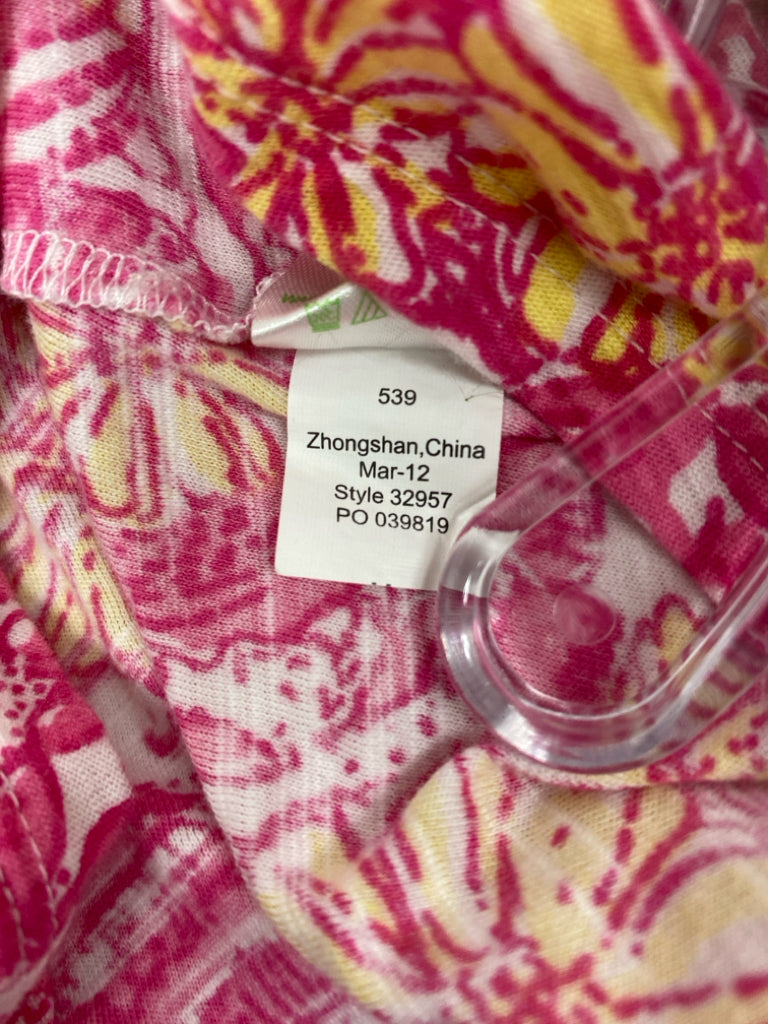 539
Zhongshan,China
Mar-12
Style 32957
PO 039819